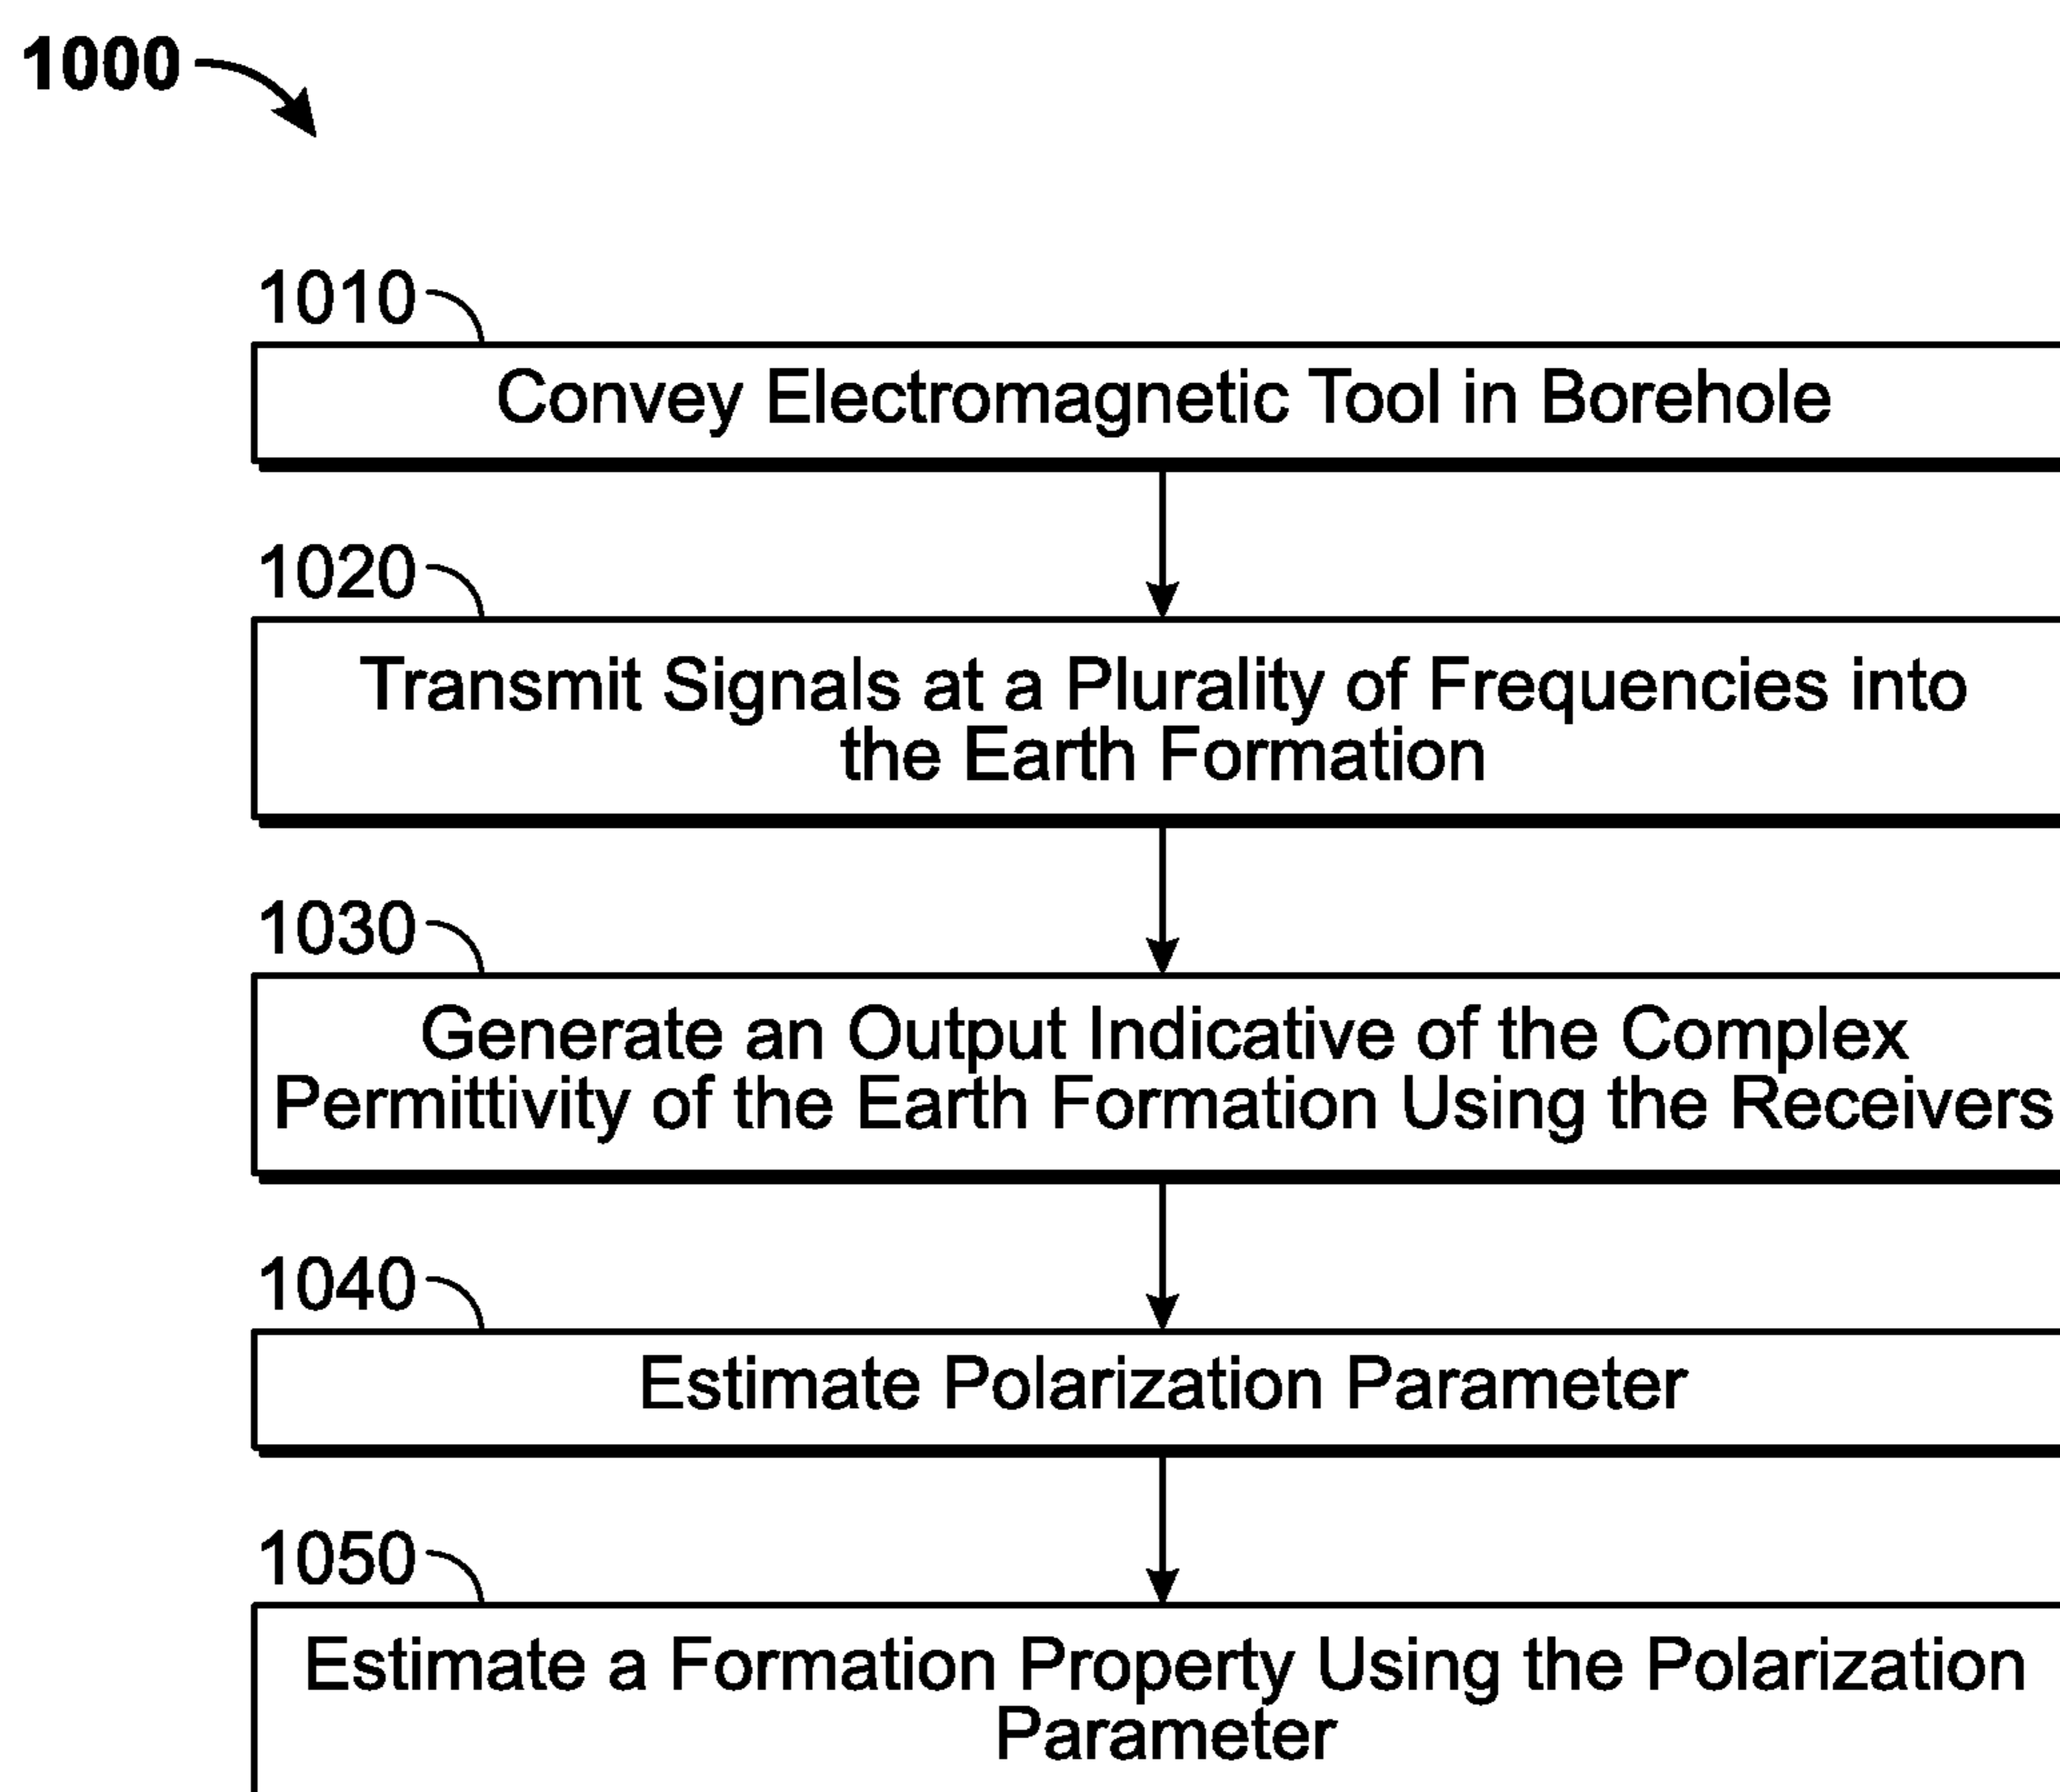 1000
1010
Convey Electromagnetic Tool in Borehole
1020
Transmit Signals at a Plurality of Frequencies into
the Earth Formation
1030
Generate an Output Indicative of the Complex
Permittivity of the Earth Formation Using the Receivers
1040
Estimate Polarization Parameter
1050
Estimate a Formation Property Using the Polarization
Parameter